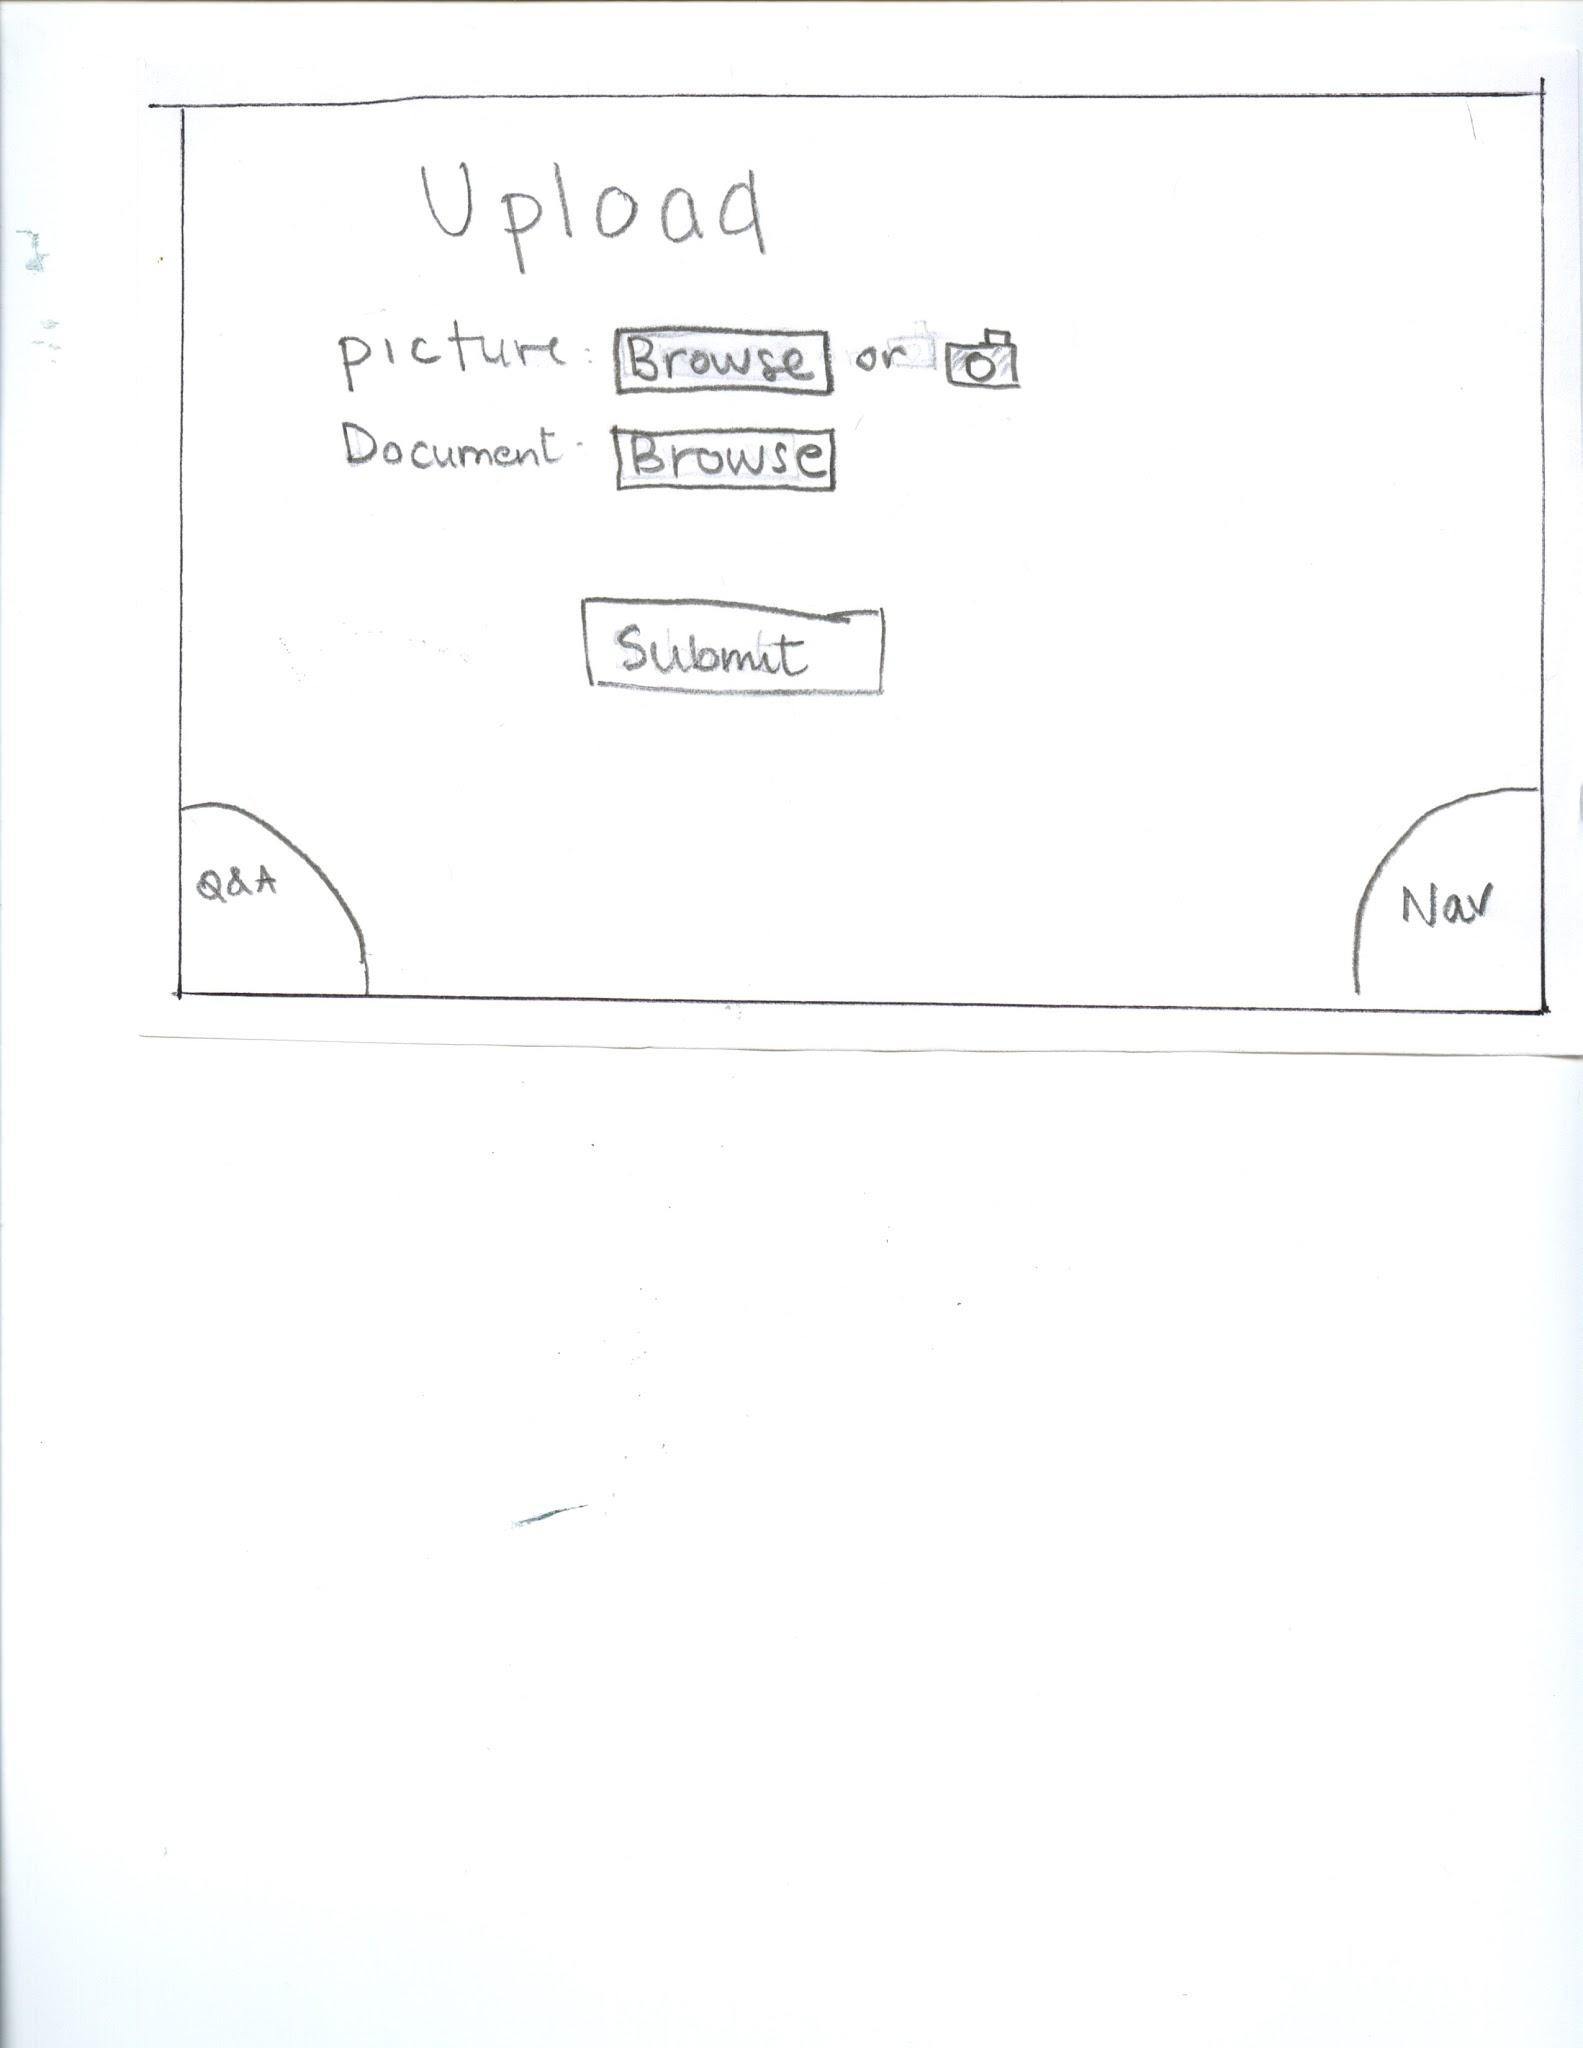 Upload
picture: Browse or
Document: Browse
Submit
Q&A
Nav